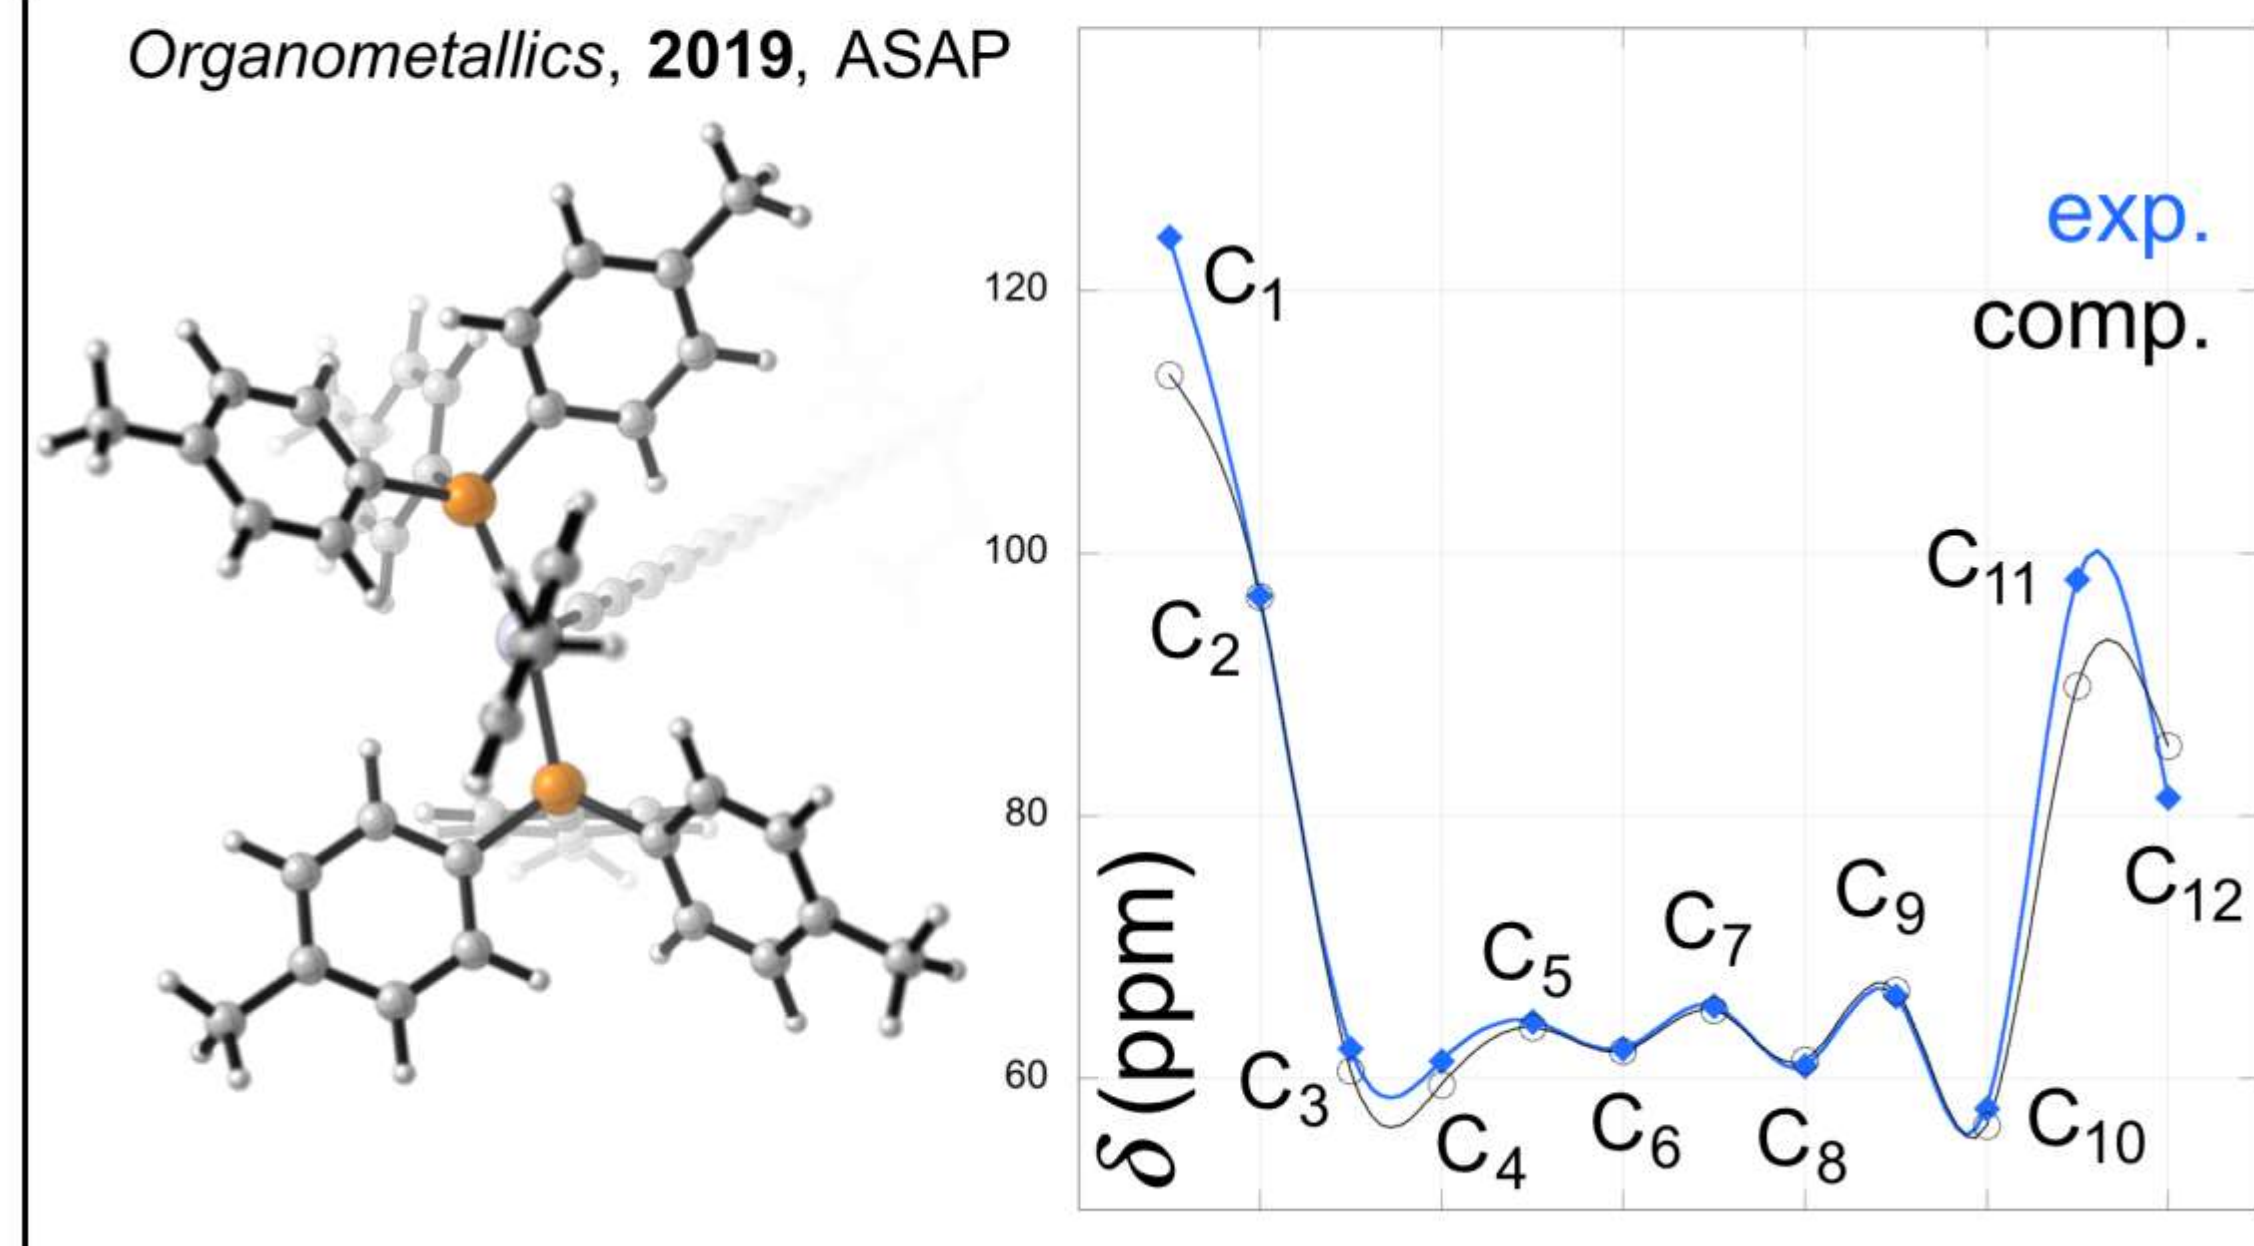 Organometallics, 2019, ASAP
exp.
comp.
120
100
80
60
δ (ppm)
C1
C2
C3
C4
C5
C6
C7
C8
C9
C10
C11
C12